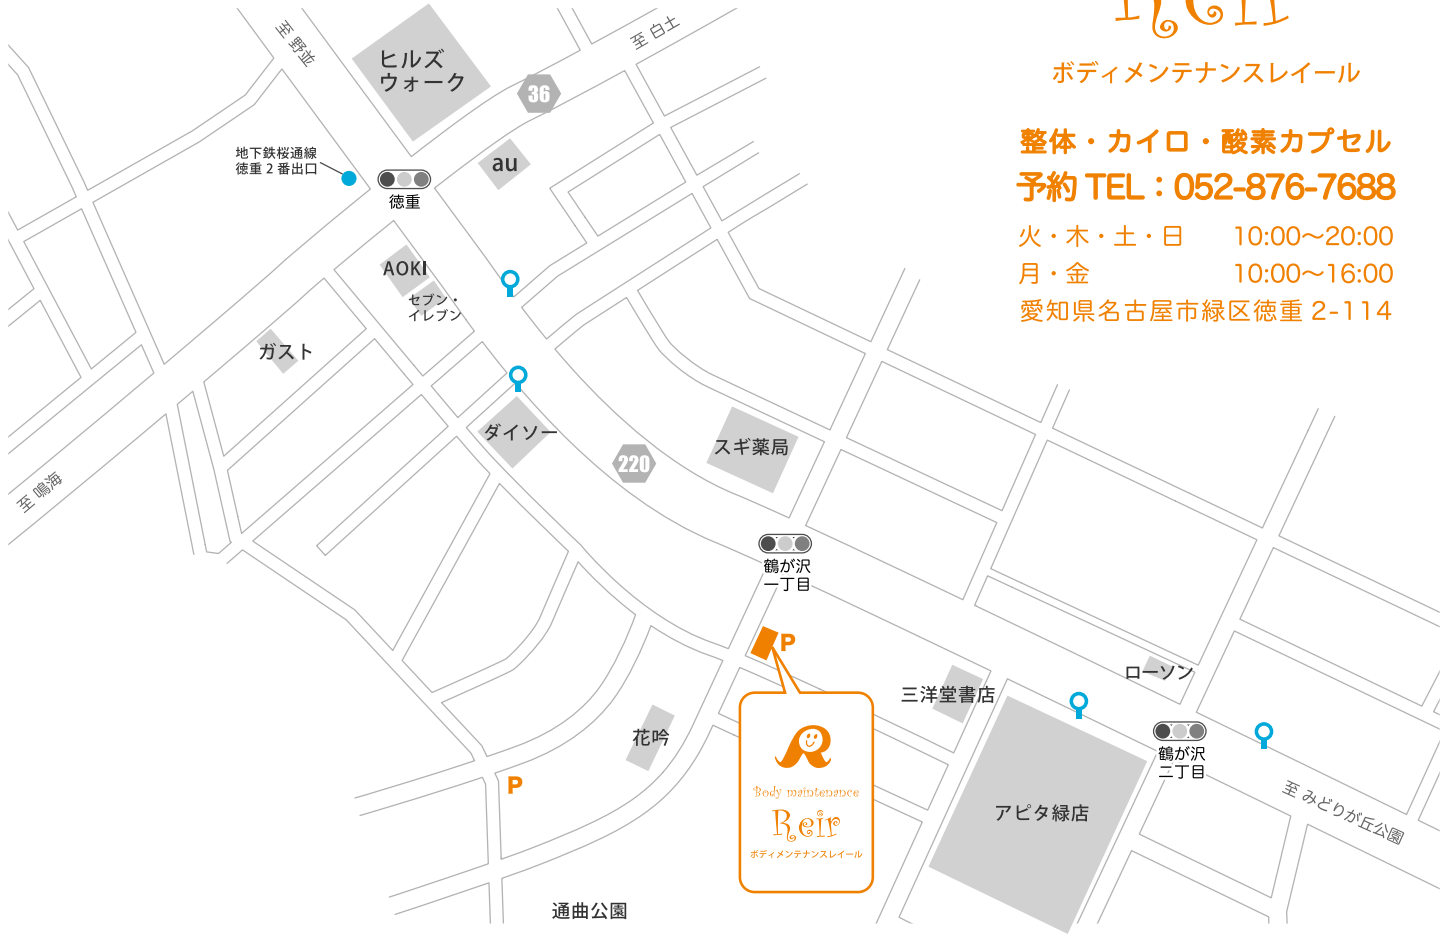 Reir
ボディメンテナンスレイール
整体・カイロ・酸素カプセル
予約 TEL：052-876-7688
火・木・土・日 10:00〜20:00
月・金 10:00〜16:00
愛知県名古屋市緑区徳重 2-114
至 野並
ヒルズ
ウォーク
至 白土
36
地下鉄桜通線
徳重 2 番出口
au
徳重
AOKI
セブン・
イレブン
ガスト
ダイソー
スギ薬局
220
至 鳴海
鶴が沢
一丁目
P
三洋堂書店
ローソン
花吟
鶴が沢
二丁目
P
アピタ緑店
至 みどりが丘公園
Body maintenance
Reir
ボディメンテナンスレイール
通曲公園